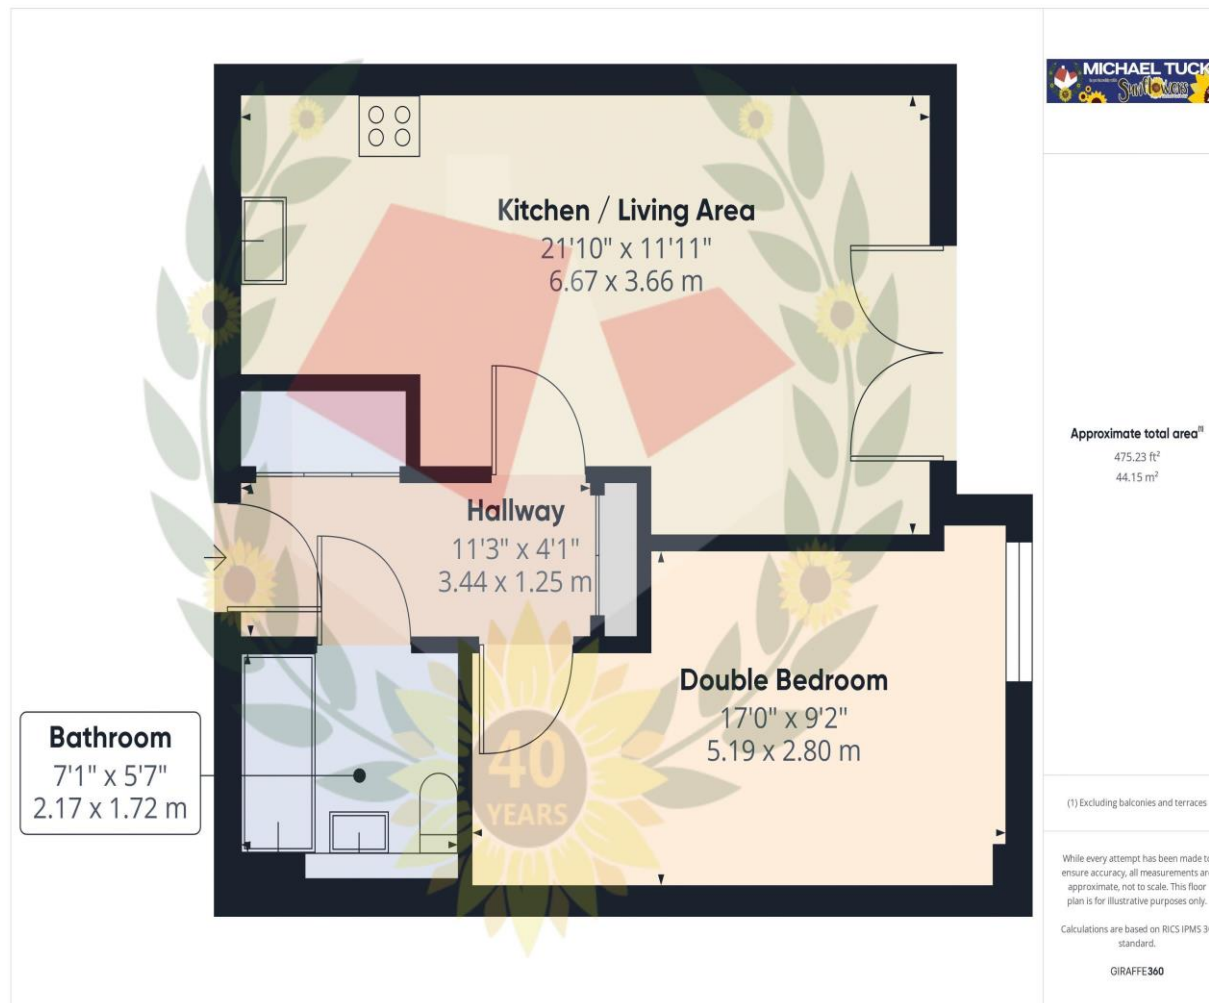 MICHAEL TUCK
Sunflowers
Kitchen / Living Area
21'10" x 11'11"
6.67 x 3.66 m
Hallway
11'3" x 4'1"
3.44 x 1.25 m
Double Bedroom
17'0" x 9'2"
5.19 x 2.80 m
Bathroom
7'1" x 5'7"
2.17 x 1.72 m
40
YEARS
Approximate total area(1)
475.23 ft²
44.15 m²
(1) Excluding balconies and terraces
While every attempt has been made to
ensure accuracy, all measurements are
approximate, not to scale. This floor
plan is for illustrative purposes only.
Calculations are based on RICS IPMS 3
standard.
GIRAFFE360